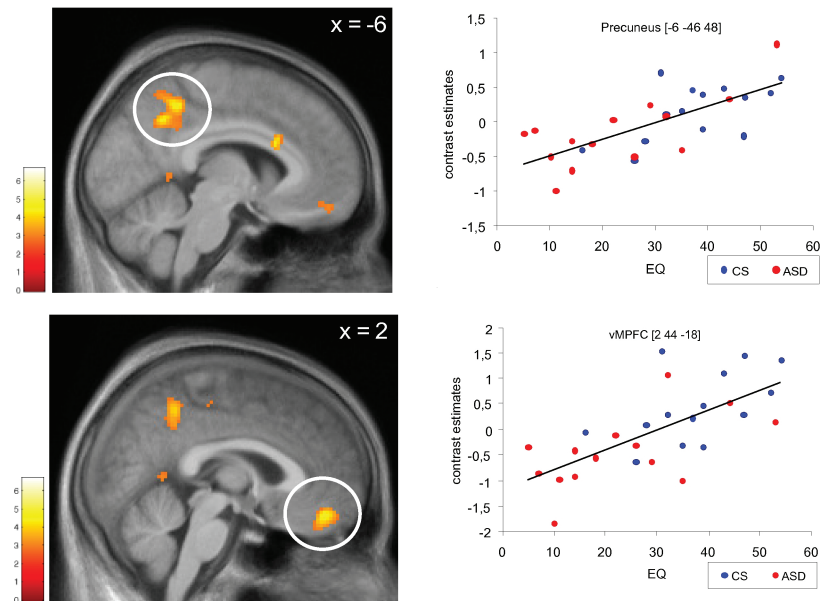 x = -6
6
5
4
3
2
1
0
Precuneus [-6 -46 48]
contrast estimates
1,5
1
0,5
0
-0,5
-1
-1,5
0 10 20 30 40 50 60
EQ
CS ASD
x = 2
6
5
4
3
2
1
0
vMPFC [2 44 -18]
contrast estimates
2
1,5
1
0,5
0
-0,5
-1
-1,5
-2
0 10 20 30 40 50 60
EQ
CS ASD